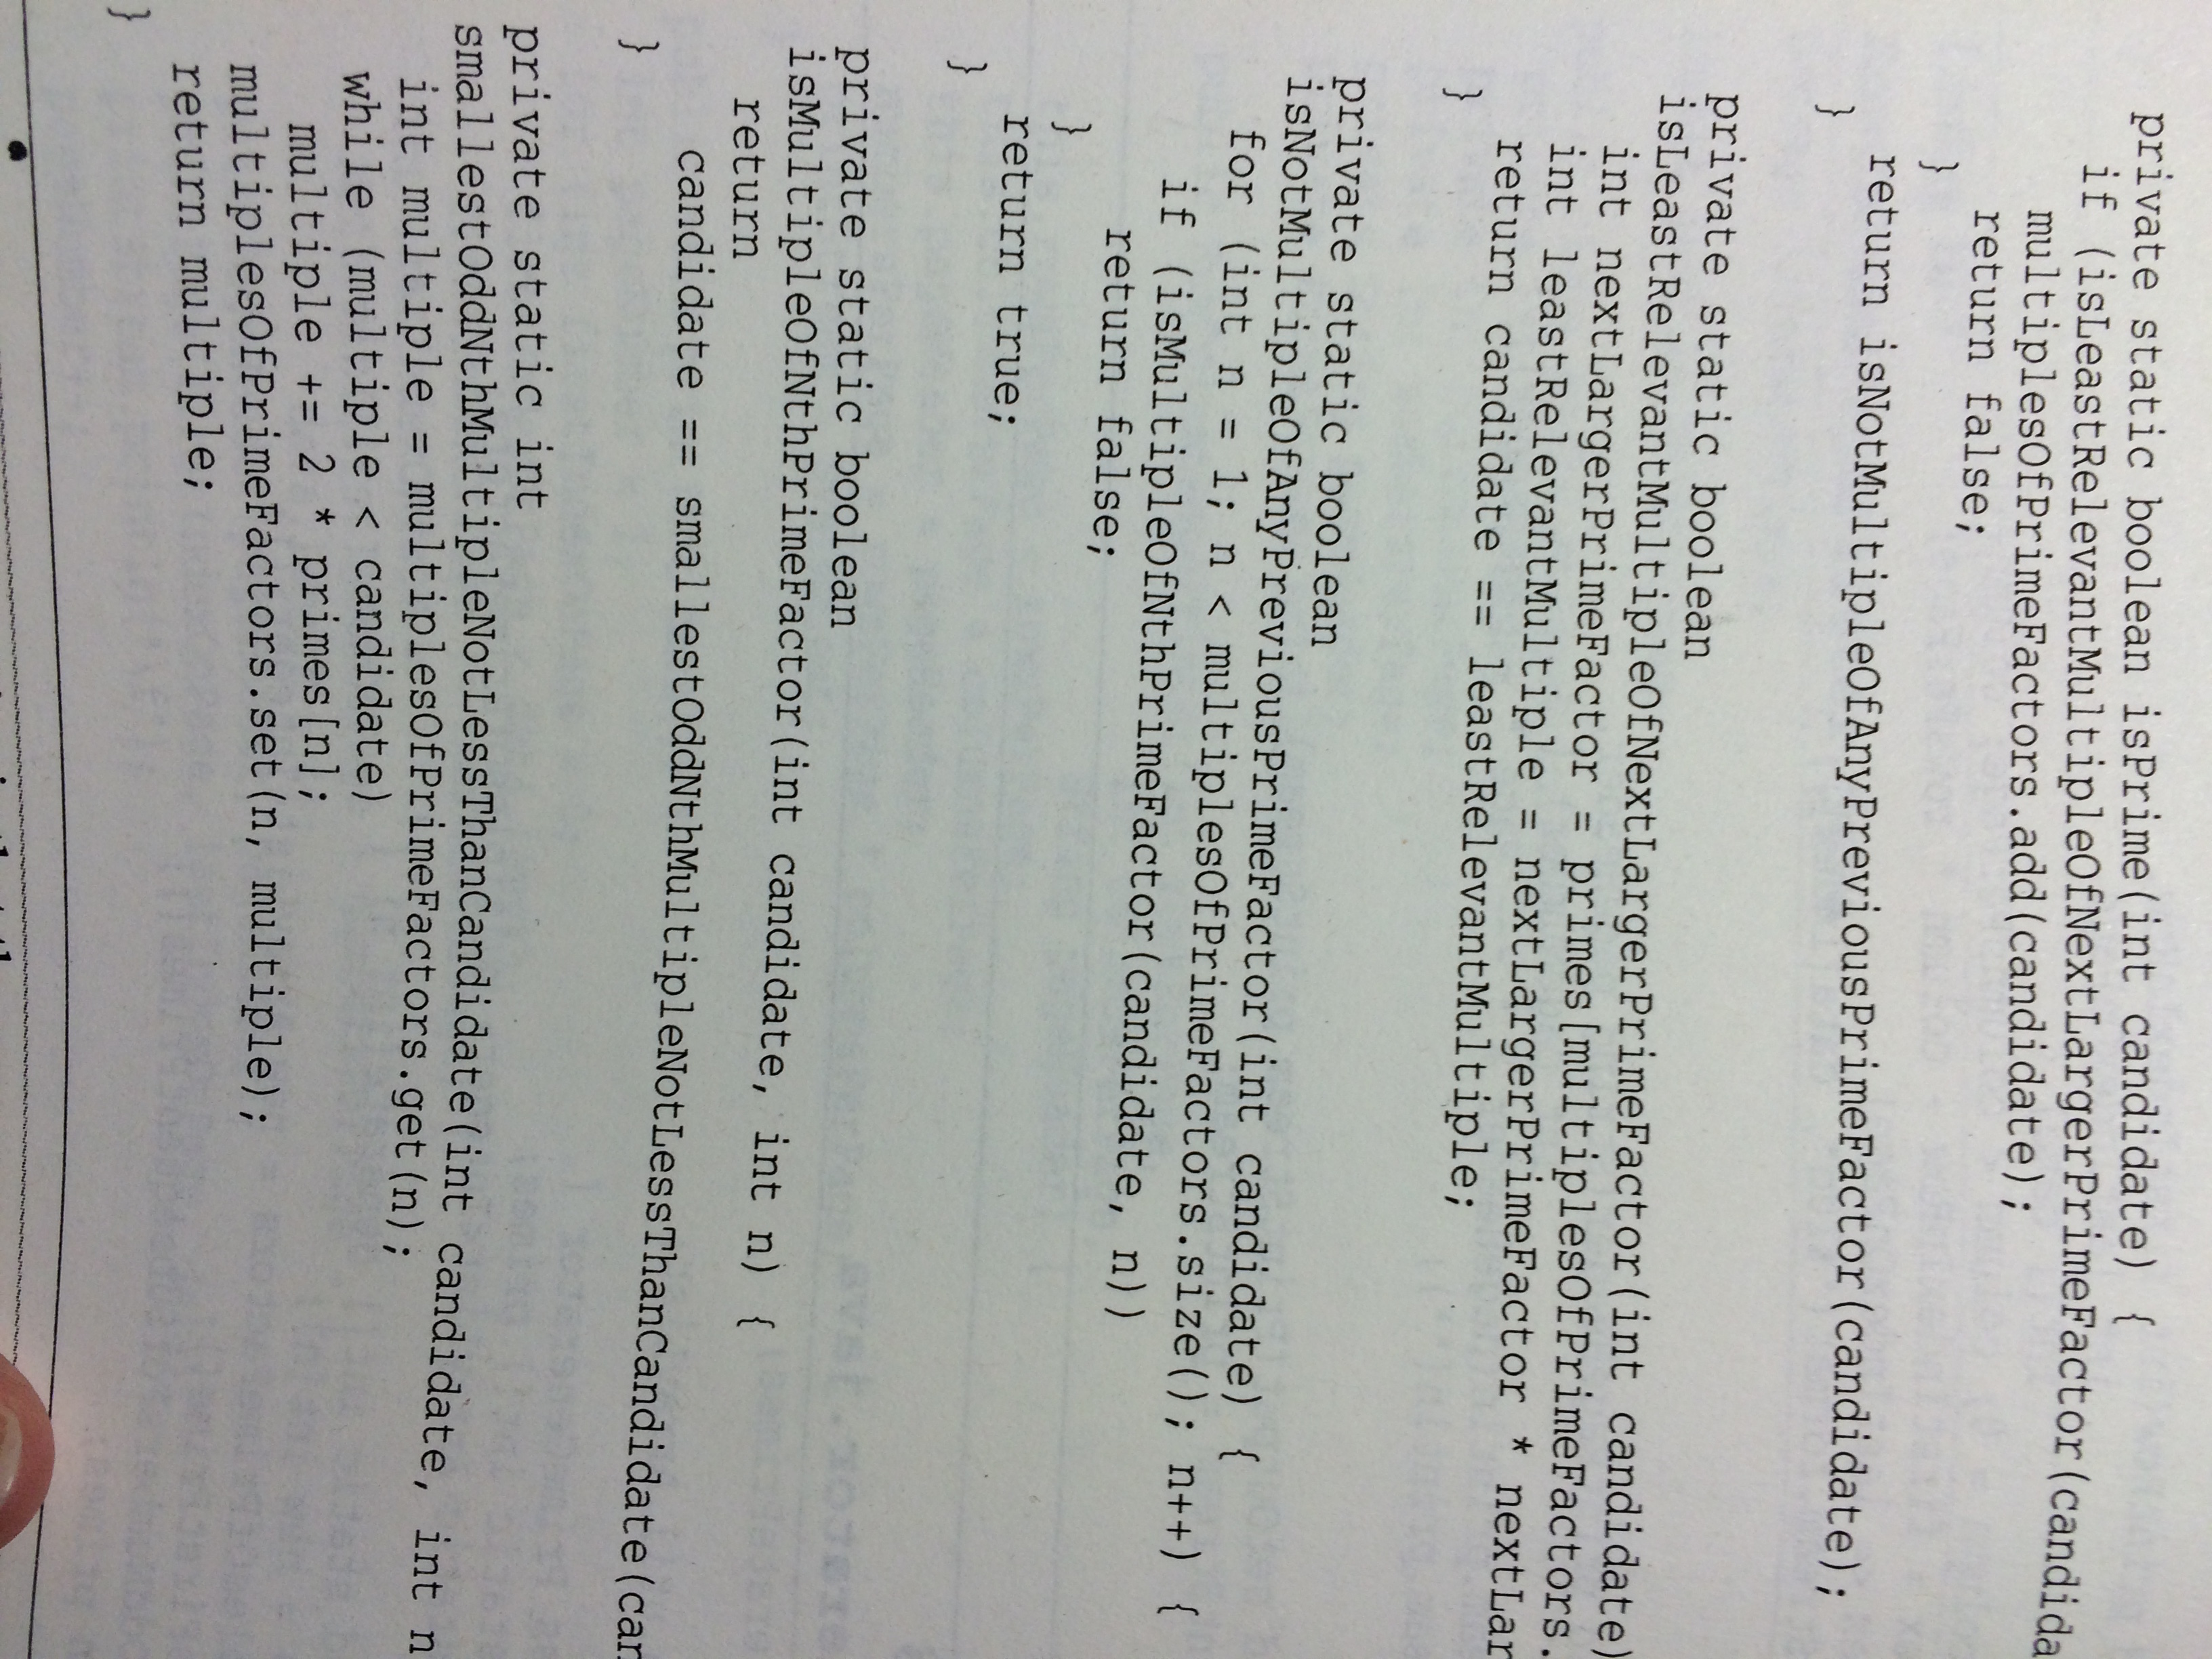 private static boolean isPrime(int candidate) {
if (isLeastRelevantMultipleOfNextLargerPrimeFactor(candida
multiplesOfPrimeFactors.add(candidate);
return false;
}
return isNotMultipleOfAnyPreviousPrimeFactor(candidate);
}
private static boolean
isLeastRelevantMultipleOfNextLargerPrimeFactor(int candidate)
int nextLargerPrimeFactor = primes[multiplesOfPrimeFactors.
int leastRelevantMultiple = nextLargerPrimeFactor * nextLar
return candidate == leastRelevantMultiple;
}
private static boolean
isNotMultipleOfAnyPreviousPrimeFactor(int candidate) {
for (int n = 1; n < multiplesOfPrimeFactors.size(); n++) {
if (isMultipleOfNthPrimeFactor(candidate, n))
return false;
}
return true;
}
private static boolean
isMultipleOfNthPrimeFactor(int candidate, int n) {
return
candidate == smallestOddNthMultipleNotLessThanCandidate(can
}
private static int
smallestOddNthMultipleNotLessThanCandidate(int candidate, int n
int multiple = multiplesOfPrimeFactors.get(n);
while (multiple < candidate)
multiple += 2 * primes[n];
multiplesOfPrimeFactors.set(n, multiple);
return multiple;
}